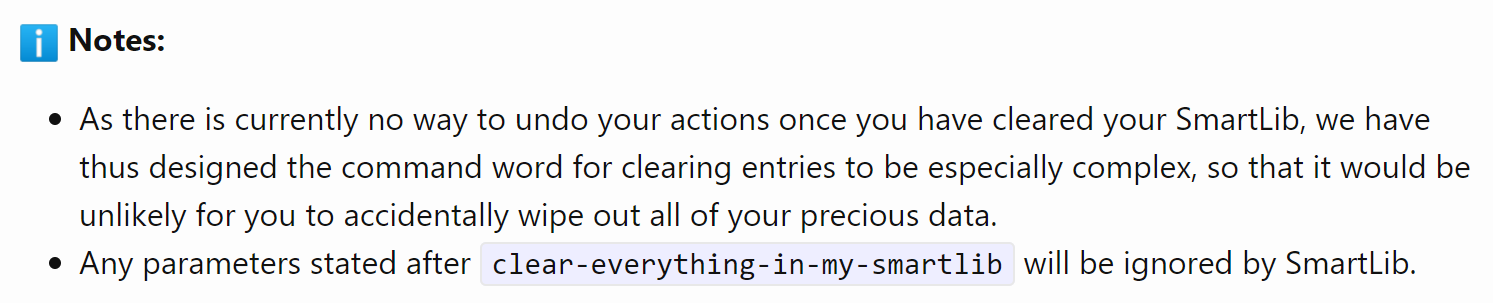 Notes:
• As there is currently no way to undo your actions once you have cleared your SmartLib, we have
thus designed the command word for clearing entries to be especially complex, so that it would be
unlikely for you to accidentally wipe out all of your precious data.
• Any parameters stated after clear-everything-in-my-smartlib will be ignored by SmartLib.